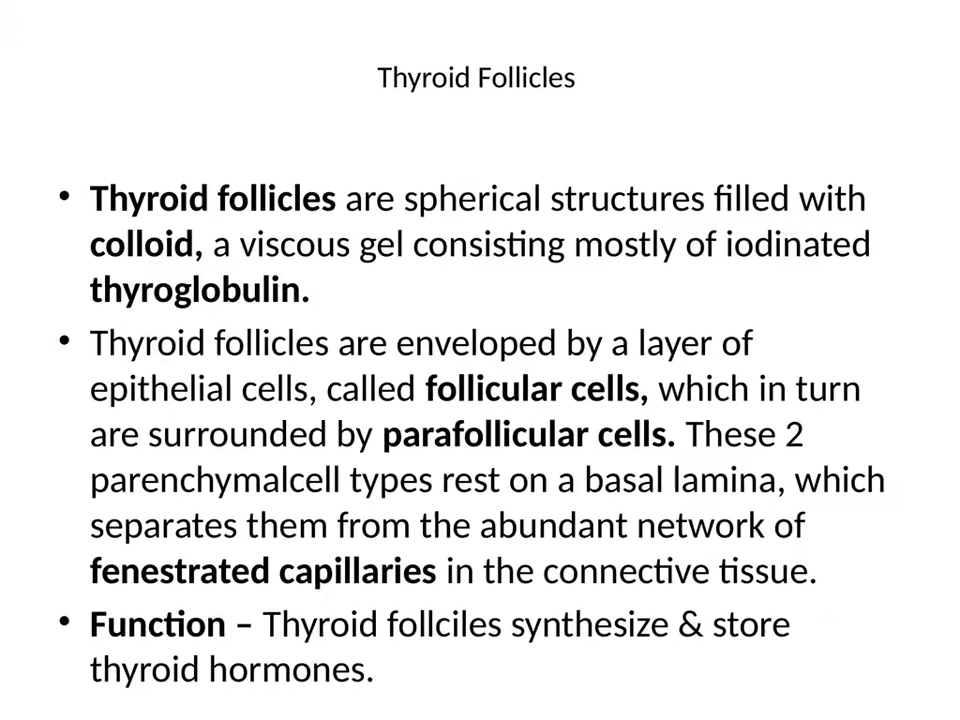 Thyroid Follicles
• Thyroid follicles are spherical structures filled with
colloid, a viscous gel consisting mostly of iodinated
thyroglobulin.
• Thyroid follicles are enveloped by a layer of
epithelial cells, called follicular cells, which in turn
are surrounded by parafollicular cells. These 2
parenchymalcell types rest on a basal lamina, which
separates them from the abundant network of
fenestrated capillaries in the connective tissue.
• Function – Thyroid follciles synthesize & store
thyroid hormones.